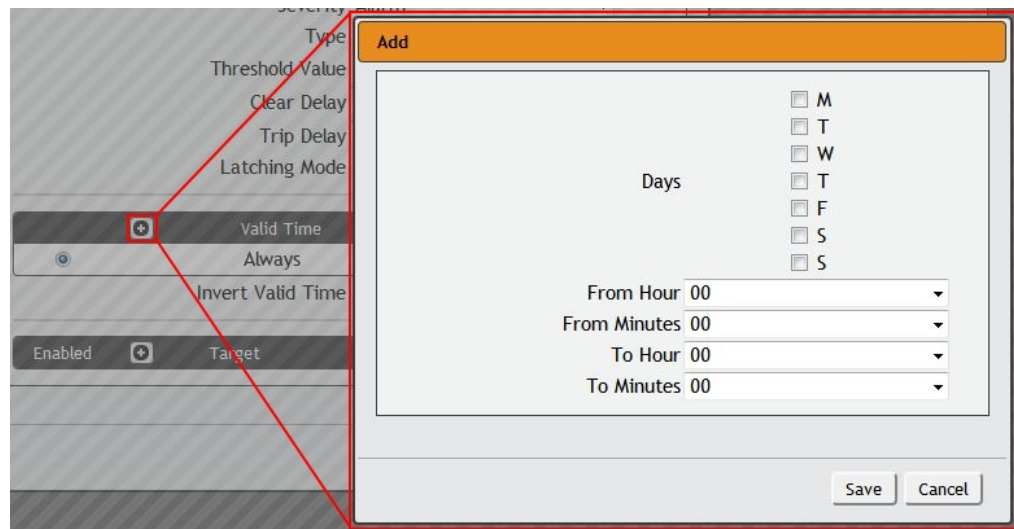 Type
Threshold Value
Clear Delay
Trip Delay
Latching Mode
Valid Time
Always
Invert Valid Time
Enabled Target
Add
Days
M
T
W
T
F
S
S
From Hour 00
From Minutes 00
To Hour 00
To Minutes 00
Save Cancel